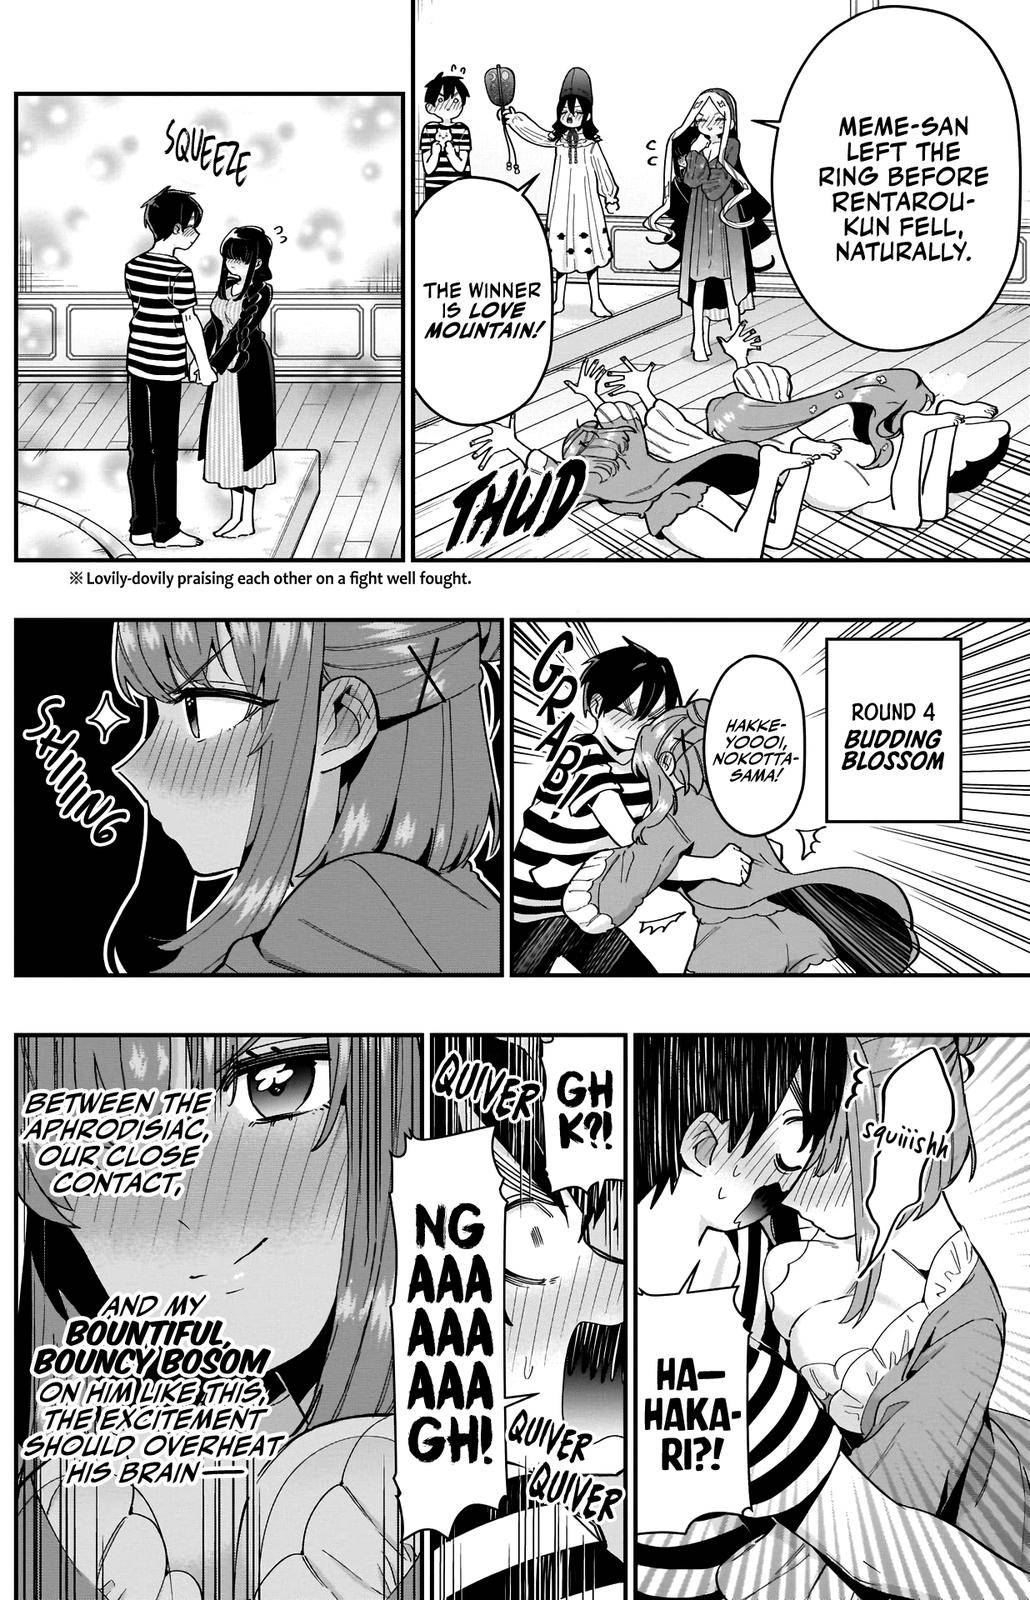 MEME-SAN
LEFT THE
RING BEFORE
RENTAROU-
KUN FELL,
NATURALLY.
THE WINNER
IS LOVE
MOUNTAIN!
THUD
SQUEEZE
※ Lovily-dovily praising each other on a fight well fought.
ROUND 4
BUDDING
BLOSSOM
HAKKE-
YOOOI,
NOKOTTA-
SAMA!
GRAB!!
SHIIING
squiiishh
HA—
HAKA-
RI?!
GH
K?!
QUIVER
NG
AAA
AAA
AAA
GH!
QUIVER
QUIVER
BETWEEN THE
APHRODISIAC,
OUR CLOSE
CONTACT,
AND MY
BOUNTIFUL,
BOUNCY BOSOM
ON HIM LIKE THIS,
THE EXCITEMENT
SHOULD OVERHEAT
HIS BRAIN—